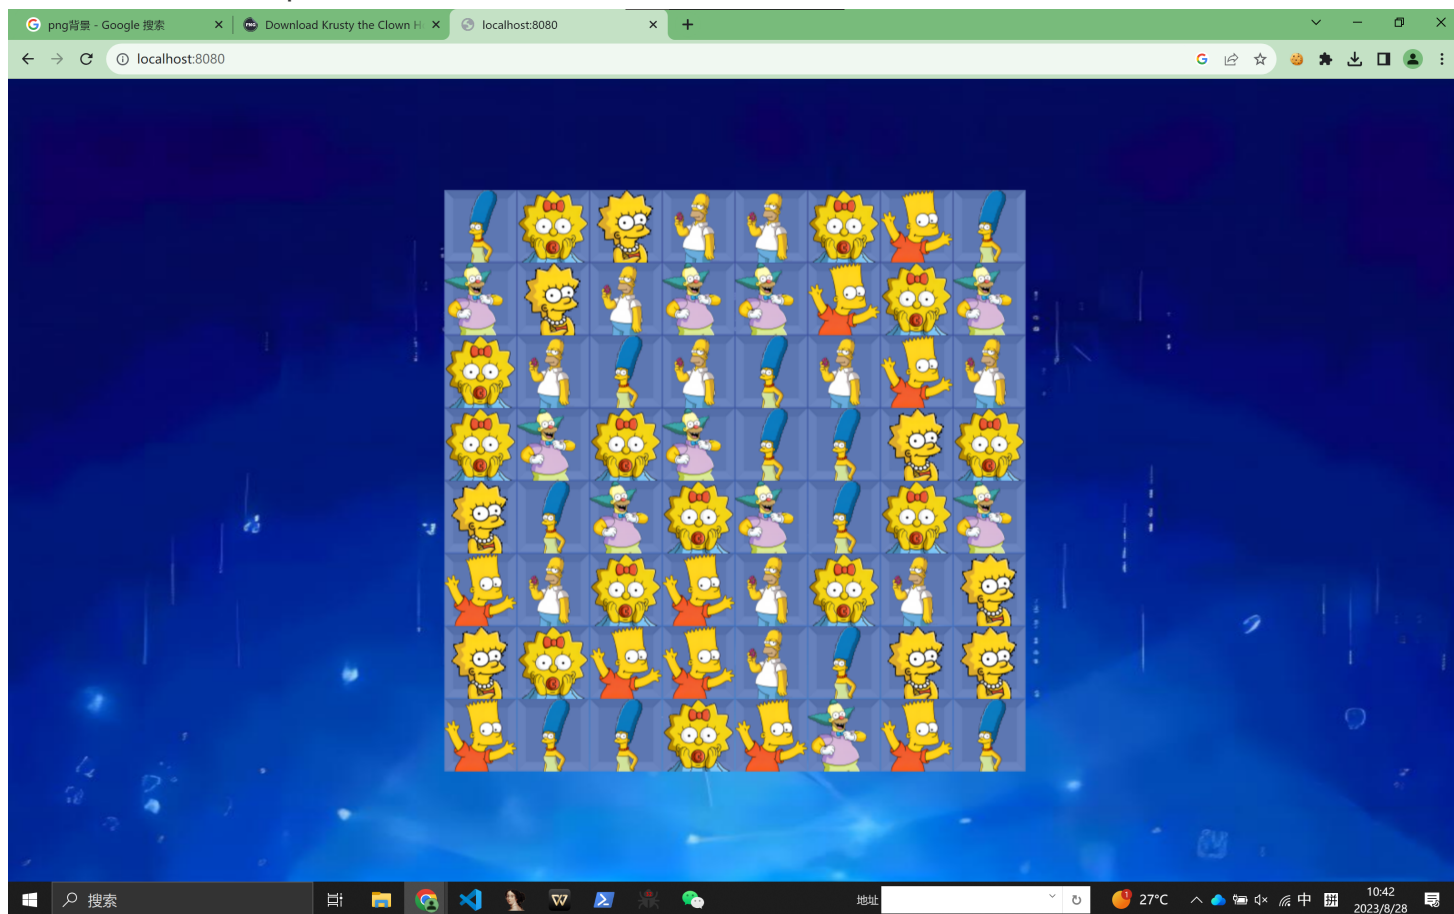 png背景 - Google 搜索
Download Krusty the Clown H
localhost:8080
localhost:8080
搜索
地址
27°C
中
拼
10:42
2023/8/28